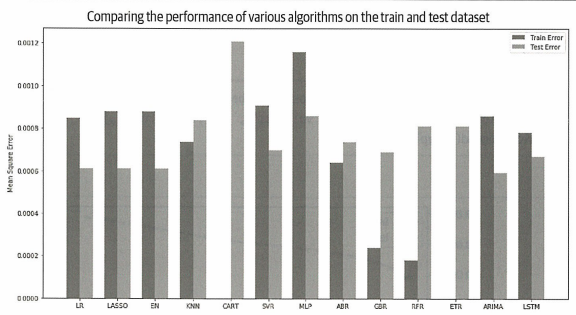 Comparing the performance of various algorithms on the train and test dataset
Train Error
Test Error
Mean Square Error
0.0012
0.0010
0.0008
0.0006
0.0004
0.0002
0.0000
LR LASSO EN KNN CART SVR MLP ABR GBR RFR ETR ARIMA LSTM